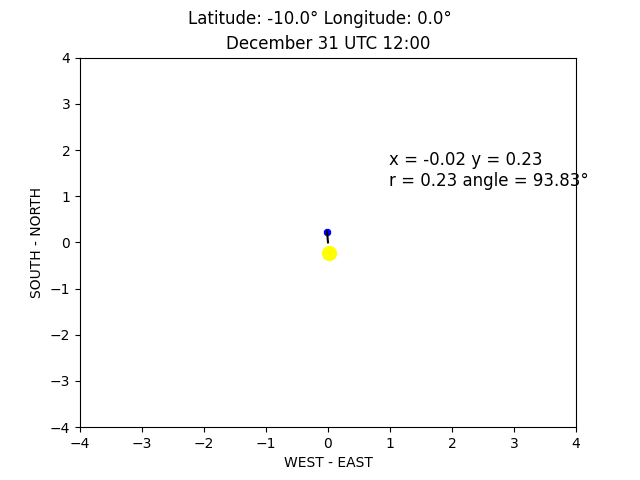 Latitude: -10.0° Longitude: 0.0°
December 31 UTC 12:00
4
3
2
1
0
−1
−2
−3
−4
SOUTH - NORTH
x = -0.02 y = 0.23
r = 0.23 angle = 93.83°
−4 −3 −2 −1 0 1 2 3 4
WEST - EAST